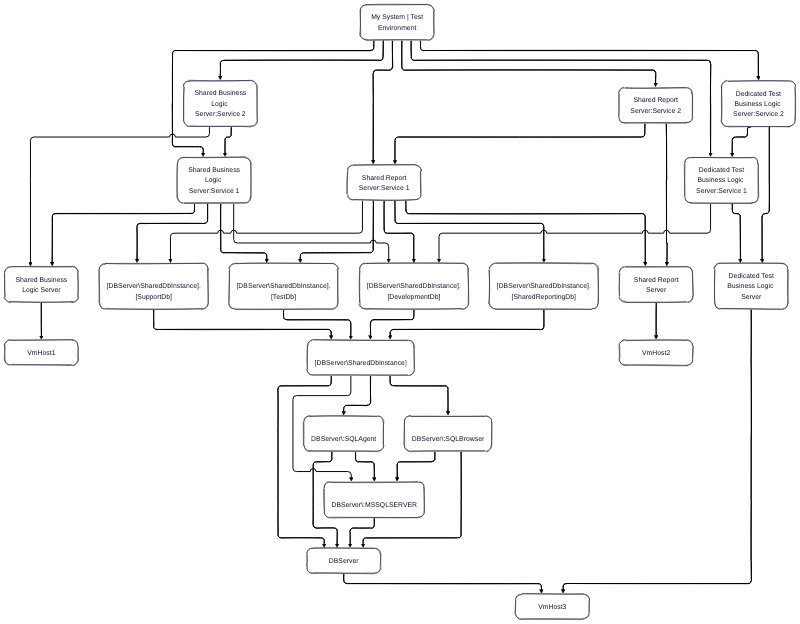 My System | Test
Environment
Shared Business
Logic
Server:Service 2
Shared Report
Server:Service 2
Dedicated Test
Business Logic
Server:Service 2
Shared Business
Logic
Server:Service 1
Shared Report
Server:Service 1
Dedicated Test
Business Logic
Server:Service 1
Shared Business
Logic Server
[DBServer\SharedDbInstance].
[SupportDb]
[DBServer\SharedDbInstance].
[TestDb]
[DBServer\SharedDbInstance].
[DevelopmentDb]
[DBServer\SharedDbInstance].
[SharedReportingDb]
Shared Report
Server
Dedicated Test
Business Logic
Server
VmHost1
[DBServer\SharedDbInstance]
VmHost2
DBServer\:SQLAgent
DBServer\:SQLBrowser
DBServer\:MSSQLSERVER
DBServer
VmHost3